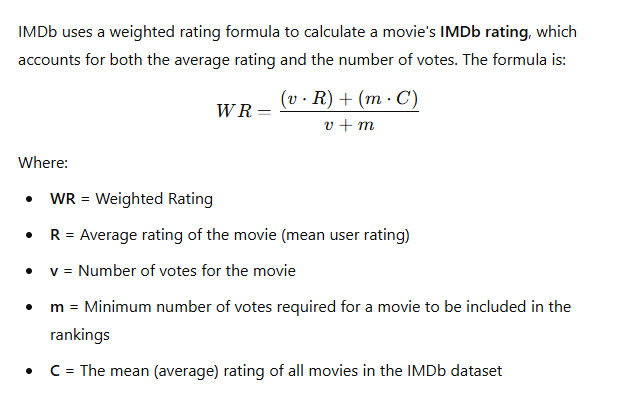 IMDb uses a weighted rating formula to calculate a movie's IMDb rating, which
accounts for both the average rating and the number of votes. The formula is:
WR = (v · R) + (m · C) / v + m
Where:
• WR = Weighted Rating
• R = Average rating of the movie (mean user rating)
• v = Number of votes for the movie
• m = Minimum number of votes required for a movie to be included in the
rankings
• C = The mean (average) rating of all movies in the IMDb dataset